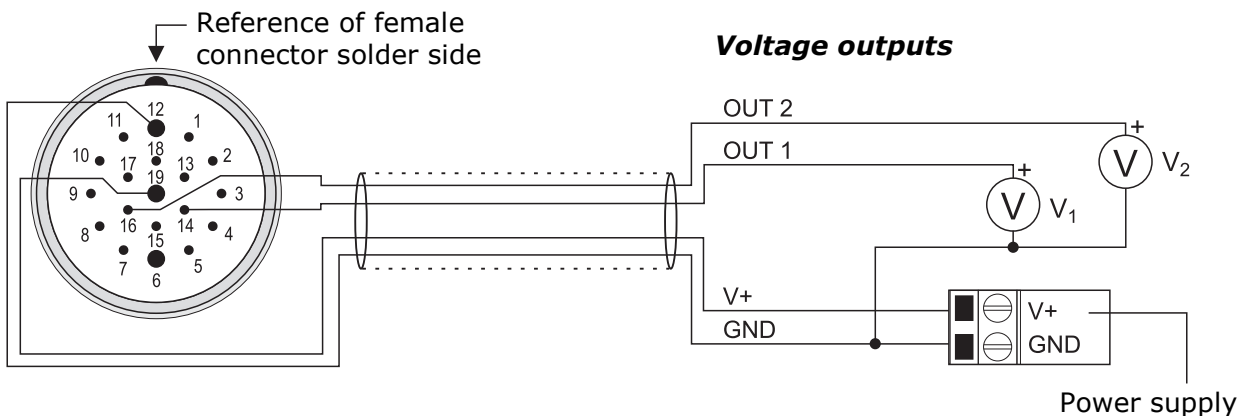 Reference of female
connector solder side
Voltage outputs
12
11
1
10
17
18
13
2
9
19
3
8
16
15
14
4
7
6
5
OUT 2
OUT 1
V+
GND
+
V
V2
+
V
V1
V+
GND
Power supply